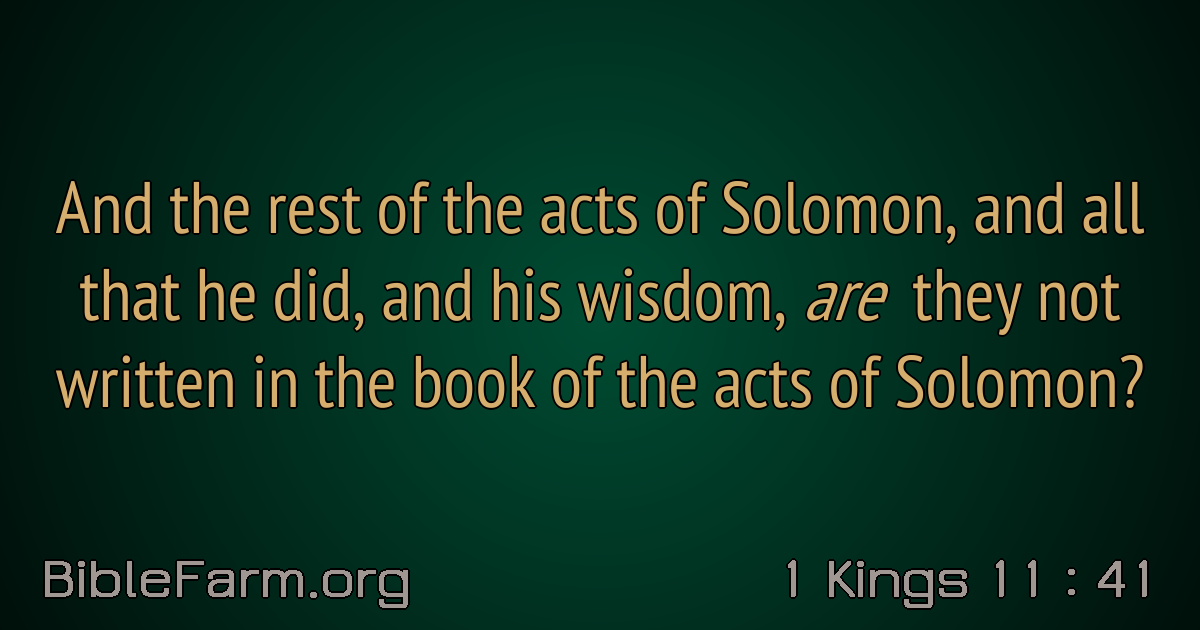 And the rest of the acts of Solomon, and all
that he did, and his wisdom, are they not
written in the book of the acts of Solomon?
BibleFarm.org
1 Kings 11 : 41